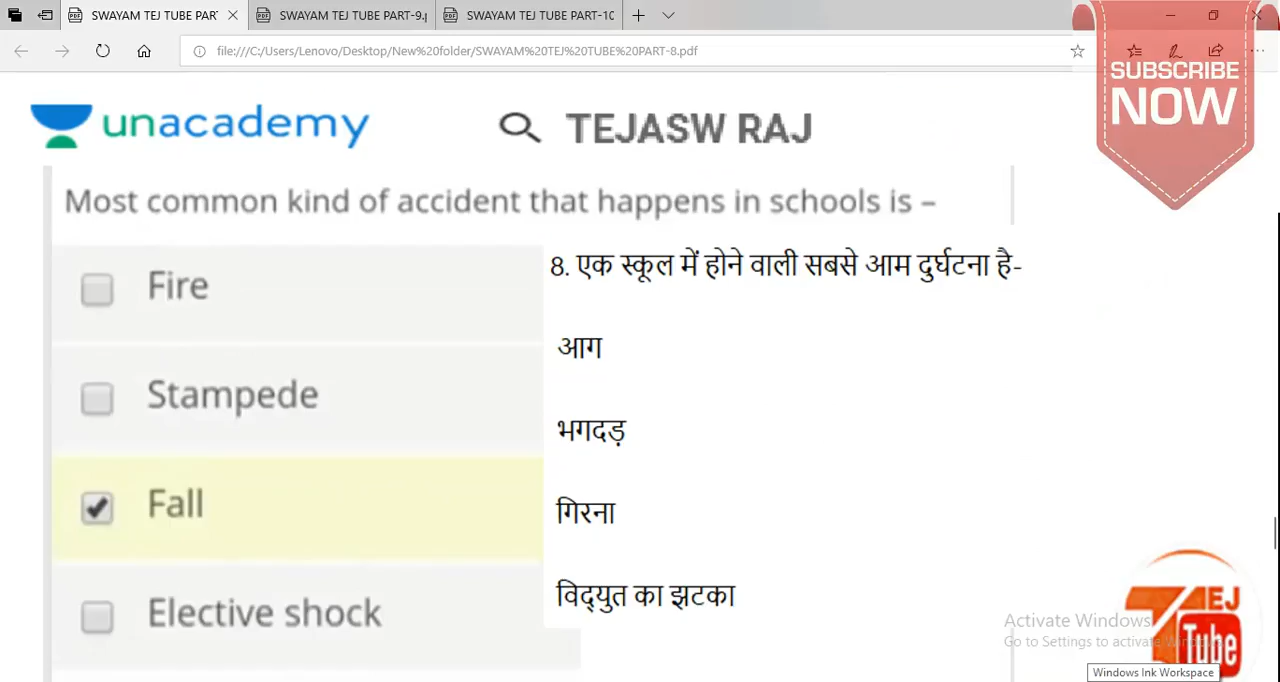 SWAYAM TEJ TUBE PAR
SWAYAM TEJ TUBE PART-9.p
SWAYAM TEJ TUBE PART-10
file:///C:/Users/Lenovo/Desktop/New%20folder/SWAYAM%20TEJ%20TUBE%20PART-8.pdf
SUBSCRIBE
NOW
unacademy
TEJASW RAJ
Most common kind of accident that happens in schools is –
8. एक स्कूल में होने वाली सबसे आम दुर्घटना है-
Fire
आग
Stampede
भगदड़
Fall
गिरना
Elective shock
विद्युत का झटका
EJ
Tube
Activate Windows
Go to Settings to activate Windows.
Windows Ink Workspace